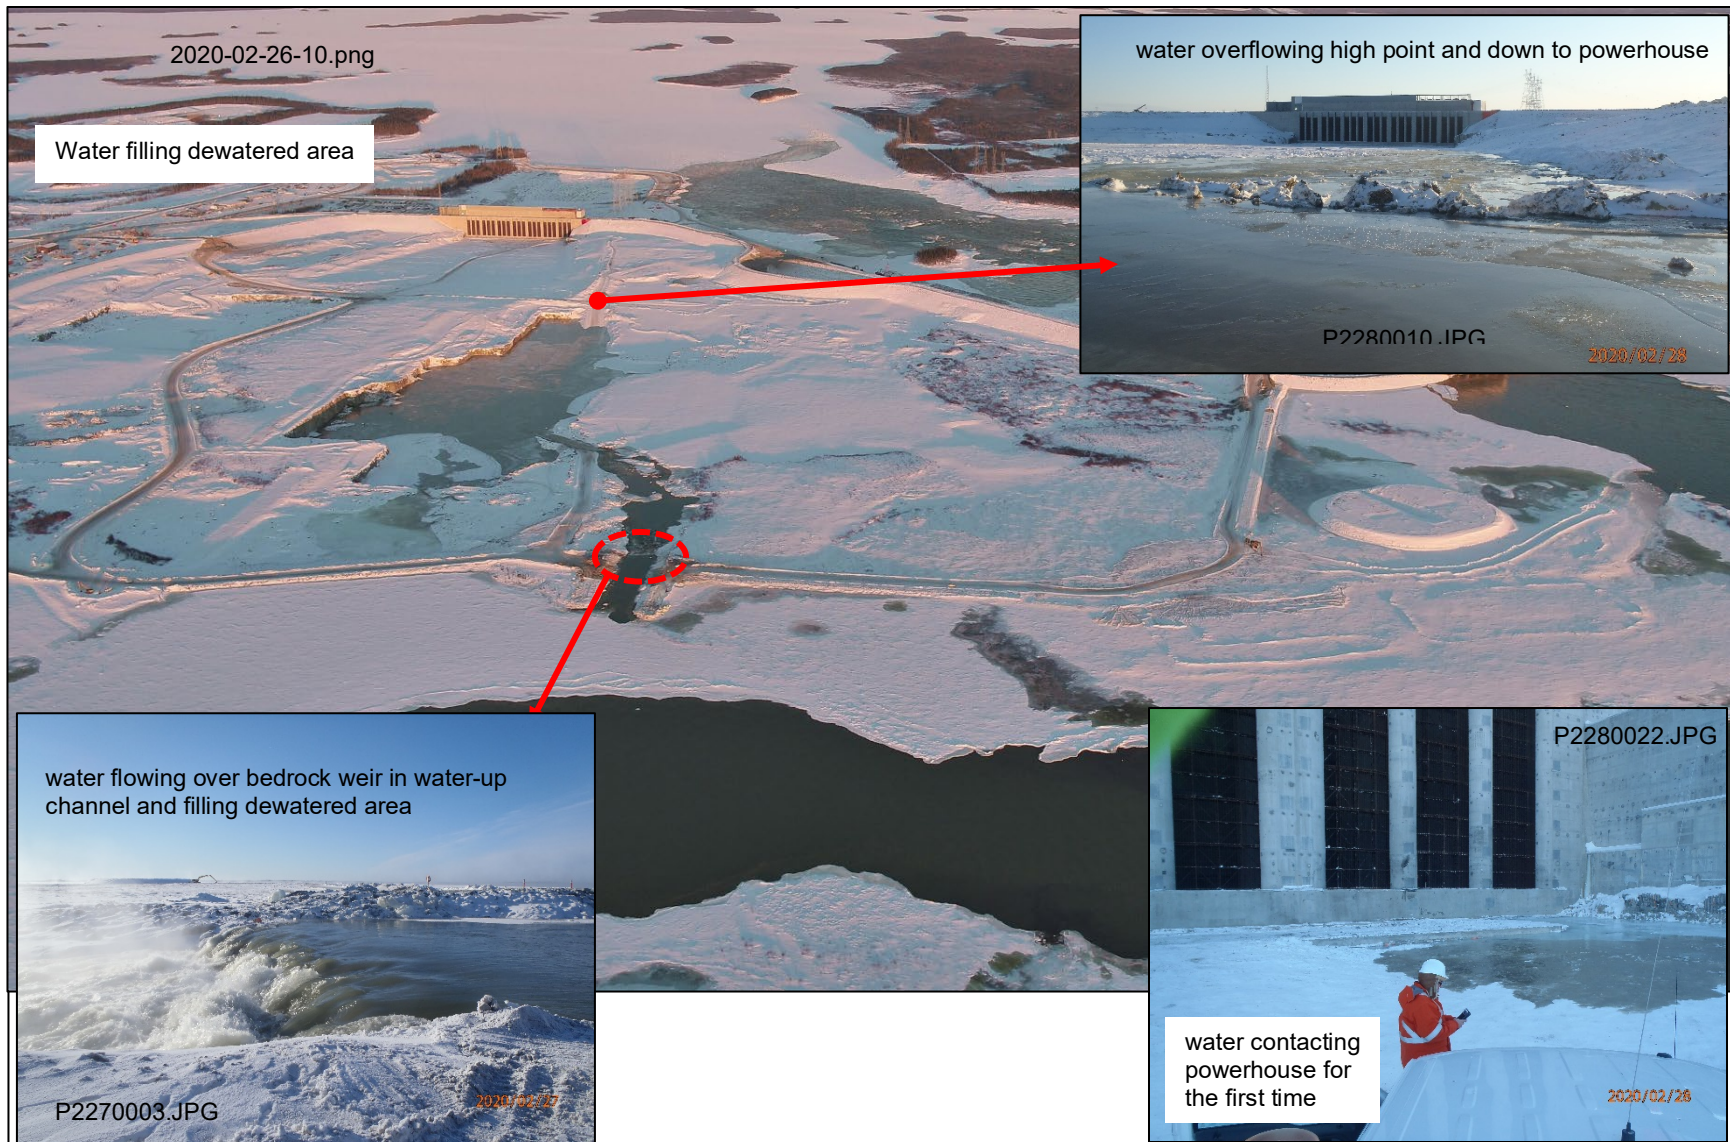 2020-02-26-10.png
Water filling dewatered area
water overflowing high point and down to powerhouse
P2280010.JPG
2020/02/28
water flowing over bedrock weir in water-up
channel and filling dewatered area
P2270003.JPG
2020/02/27
P2280022.JPG
water contacting
powerhouse for
the first time
2020/02/28